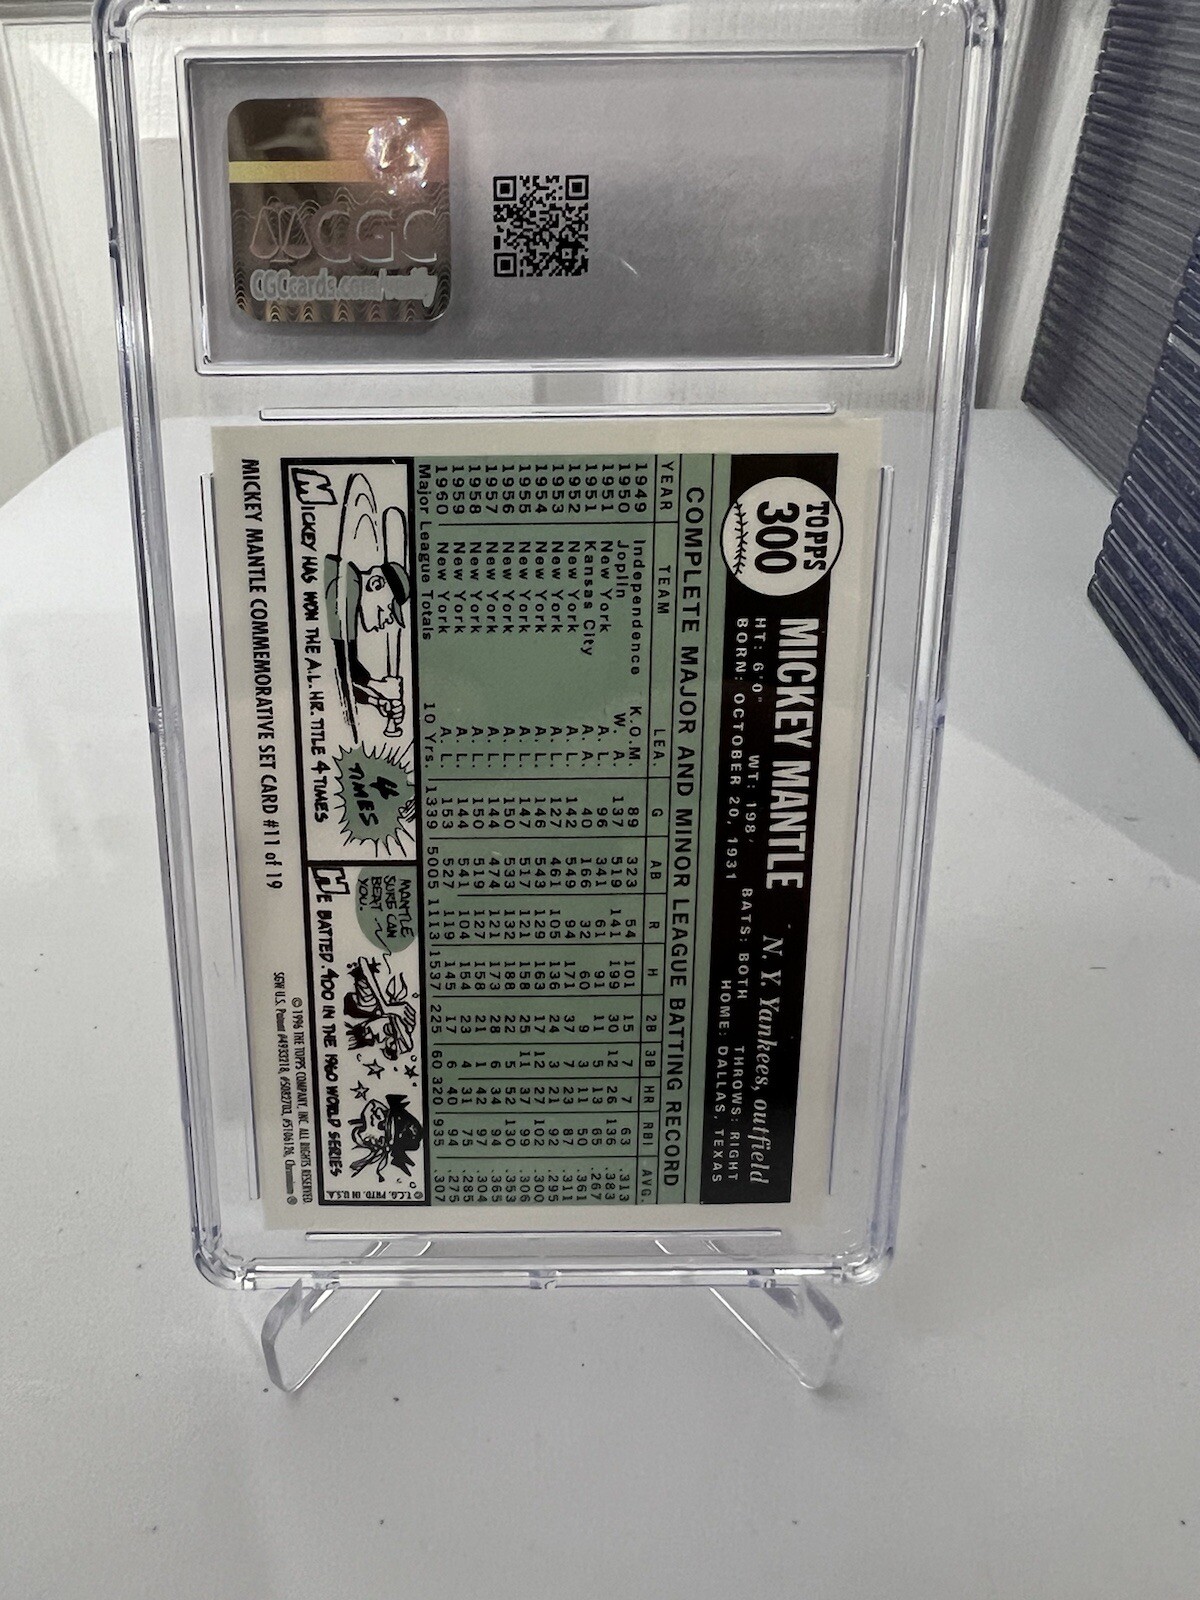 CGC
CGCcards.com/verify
TOPPS
300
MICKEY MANTLE N. Y. Yankees, outfield
HT: 6'0" WT: 198, BATS: BOTH THROWS: RIGHT
BORN: OCTOBER 20, 1931 HOME: DALLAS, TEXAS
COMPLETE MAJOR AND MINOR LEAGUE BATTING RECORD
YEAR TEAM LEA. G AB R H 2B 3B HR RBI AVG.
1949 Independence K.O.M. 89 323 54 101 15 7 7 63 .313
1950 Joplin W. A. 137 519 141 199 30 12 26 136 .383
1951 New York A. L. 96 341 61 91 11 5 13 65 .267
1951 Kansas City A. A. 40 166 32 60 9 3 11 50 .361
1952 New York A. L. 142 549 94 171 37 7 23 87 .311
1953 New York A. L. 127 461 105 136 24 3 21 92 .295
1954 New York A. L. 146 543 129 163 17 12 27 102 .300
1955 New York A. L. 147 517 121 158 25 11 37 99 .306
1956 New York A. L. 150 533 132 188 22 5 52 130 .353
1957 New York A. L. 144 474 121 173 28 6 34 94 .365
1958 New York A. L. 150 519 127 158 21 1 42 97 .304
1959 New York A. L. 144 541 104 154 23 4 31 75 .285
1960 New York A. L. 153 527 119 145 17 6 40 94 .275
Major League Totals 10 Yrs. 1339 5005 1113 1537 225 60 320 935 .307
4
TIMES
MICKEY HAS WON THE A.L. HR. TITLE 4 TIMES
MANTLE
SURE CAN
BEAT
YOU.
HE BATTED .400 IN THE 1960 WORLD SERIES
© T.C.G. PRTD. IN U.S.A.
MICKEY MANTLE COMMEMORATIVE SET CARD #11 of 19
© 1996 THE TOPPS COMPANY, INC. ALL RIGHTS RESERVED
SGW U.S. Patent #4933218, #5082703, #5106126, Chromium ®